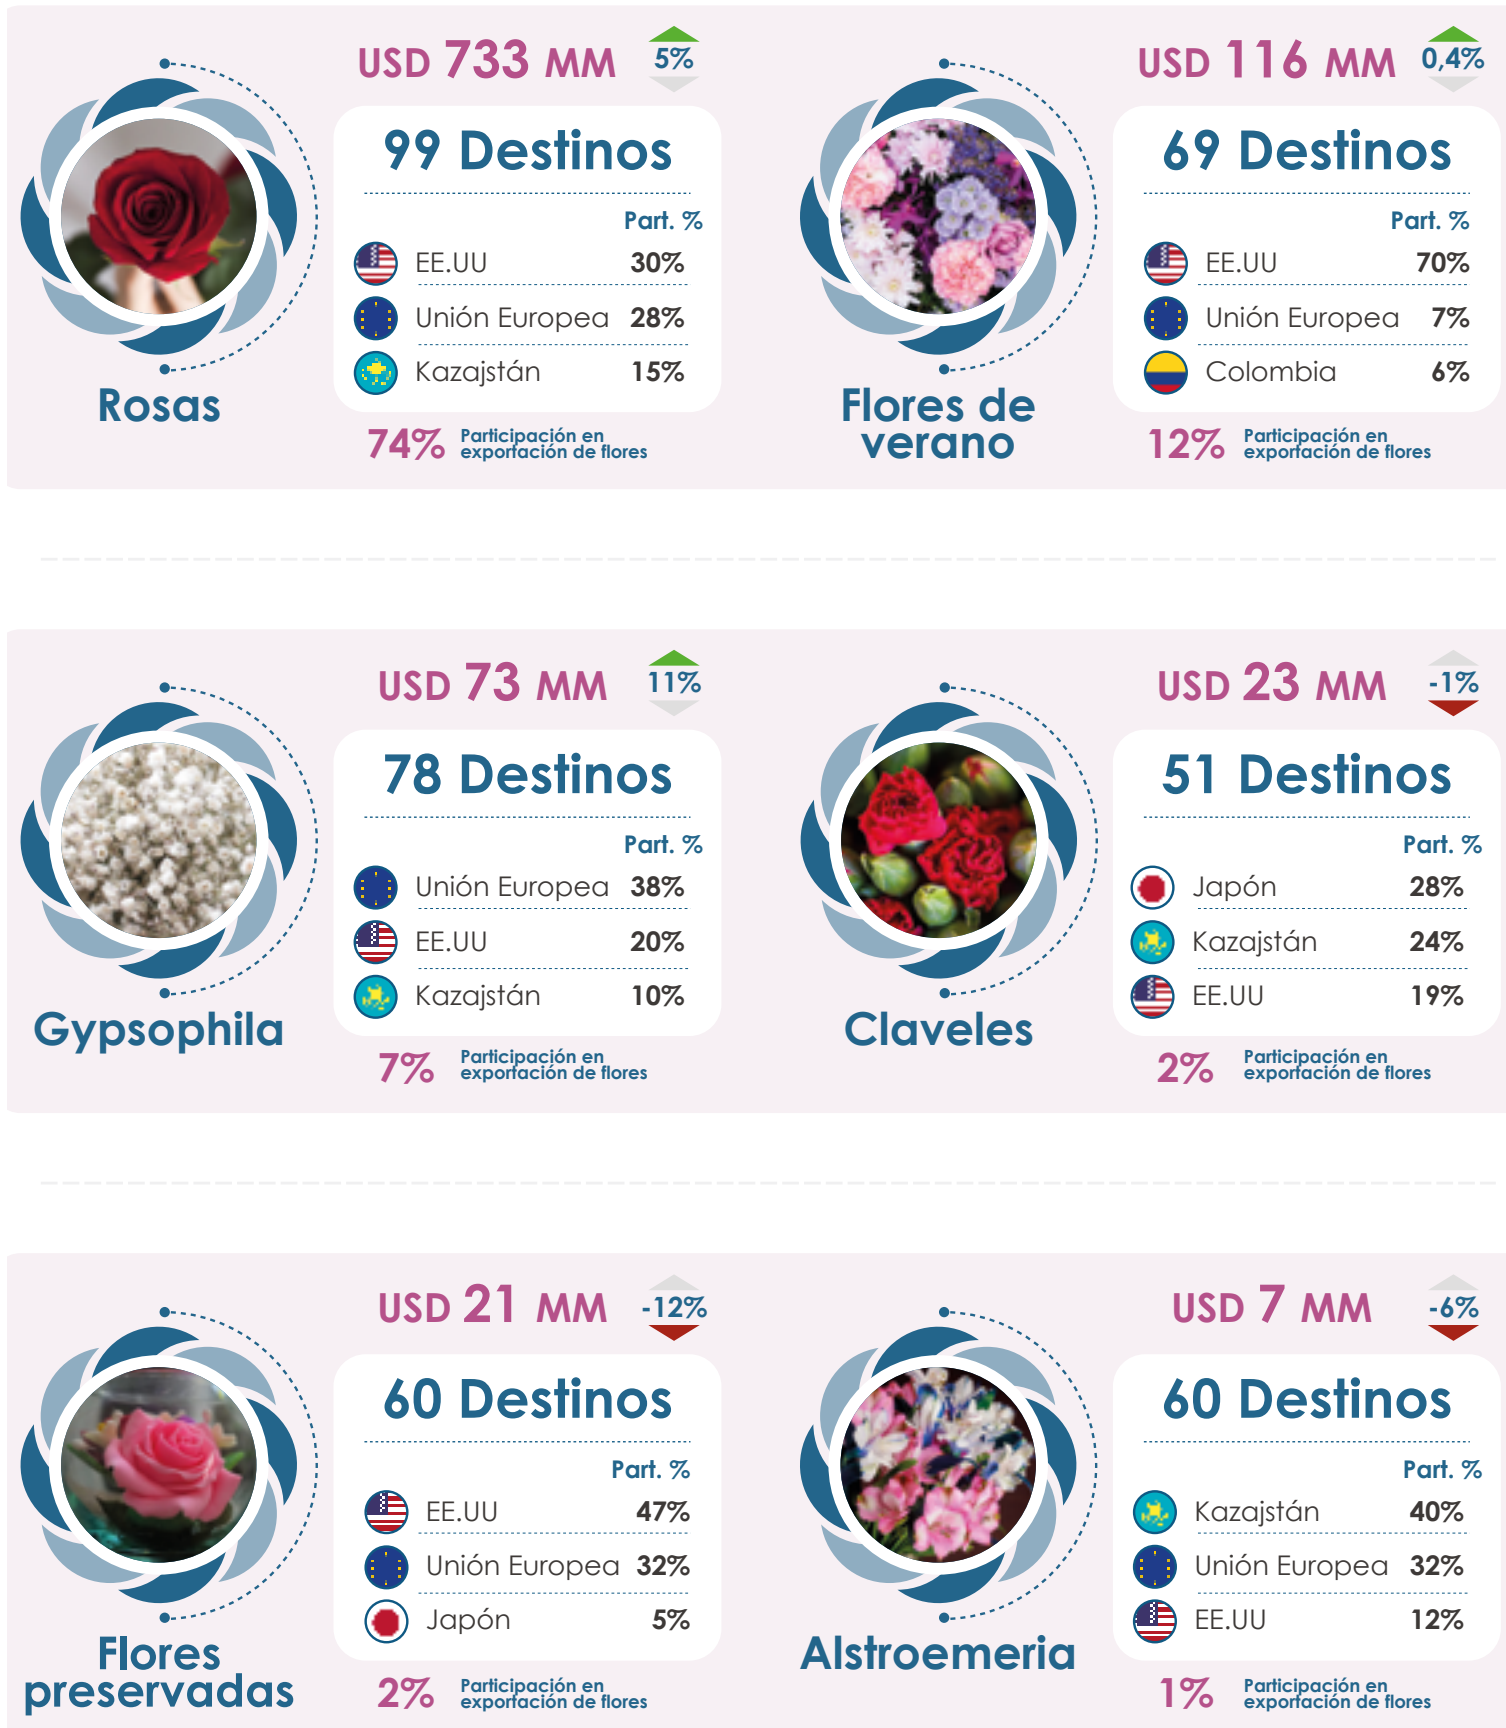 USD 733 MM
5%
99 Destinos
Part. %
EE.UU 30%
Unión Europea 28%
Kazajstán 15%
Rosas
74% Participación en
exportación de flores
USD 116 MM
0,4%
69 Destinos
Part. %
EE.UU 70%
Unión Europea 7%
Colombia 6%
Flores de
verano
12% Participación en
exportación de flores
USD 73 MM
11%
78 Destinos
Part. %
Unión Europea 38%
EE.UU 20%
Kazajstán 10%
Gypsophila
7% Participación en
exportación de flores
USD 23 MM
-1%
51 Destinos
Part. %
Japón 28%
Kazajstán 24%
EE.UU 19%
Claveles
2% Participación en
exportación de flores
USD 21 MM
-12%
60 Destinos
Part. %
EE.UU 47%
Unión Europea 32%
Japón 5%
Flores
preservadas
2% Participación en
exportación de flores
USD 7 MM
-6%
60 Destinos
Part. %
Kazajstán 40%
Unión Europea 32%
EE.UU 12%
Alstroemeria
1% Participación en
exportación de flores